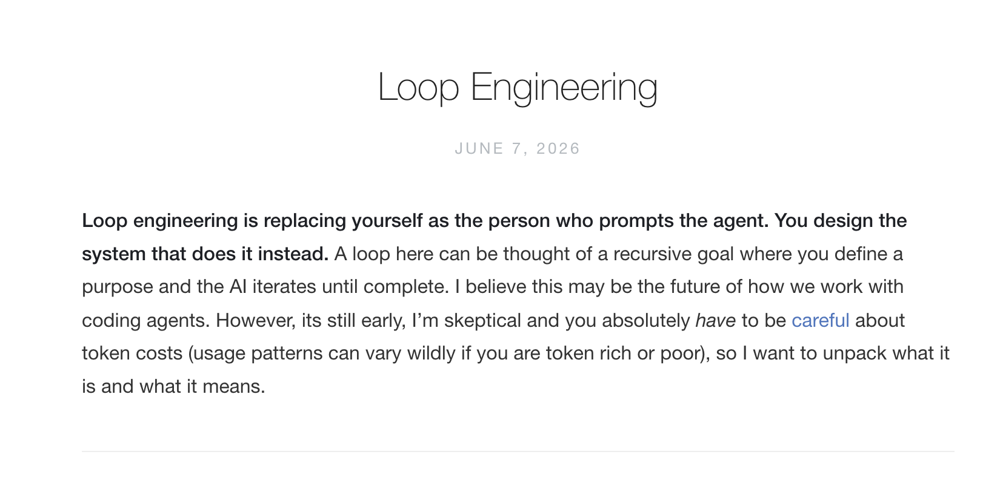 Loop Engineering
JUNE 7, 2026
Loop engineering is replacing yourself as the person who prompts the agent. You design the
system that does it instead. A loop here can be thought of a recursive goal where you define a
purpose and the AI iterates until complete. I believe this may be the future of how we work with
coding agents. However, its still early, I’m skeptical and you absolutely have to be careful about
token costs (usage patterns can vary wildly if you are token rich or poor), so I want to unpack what it
is and what it means.